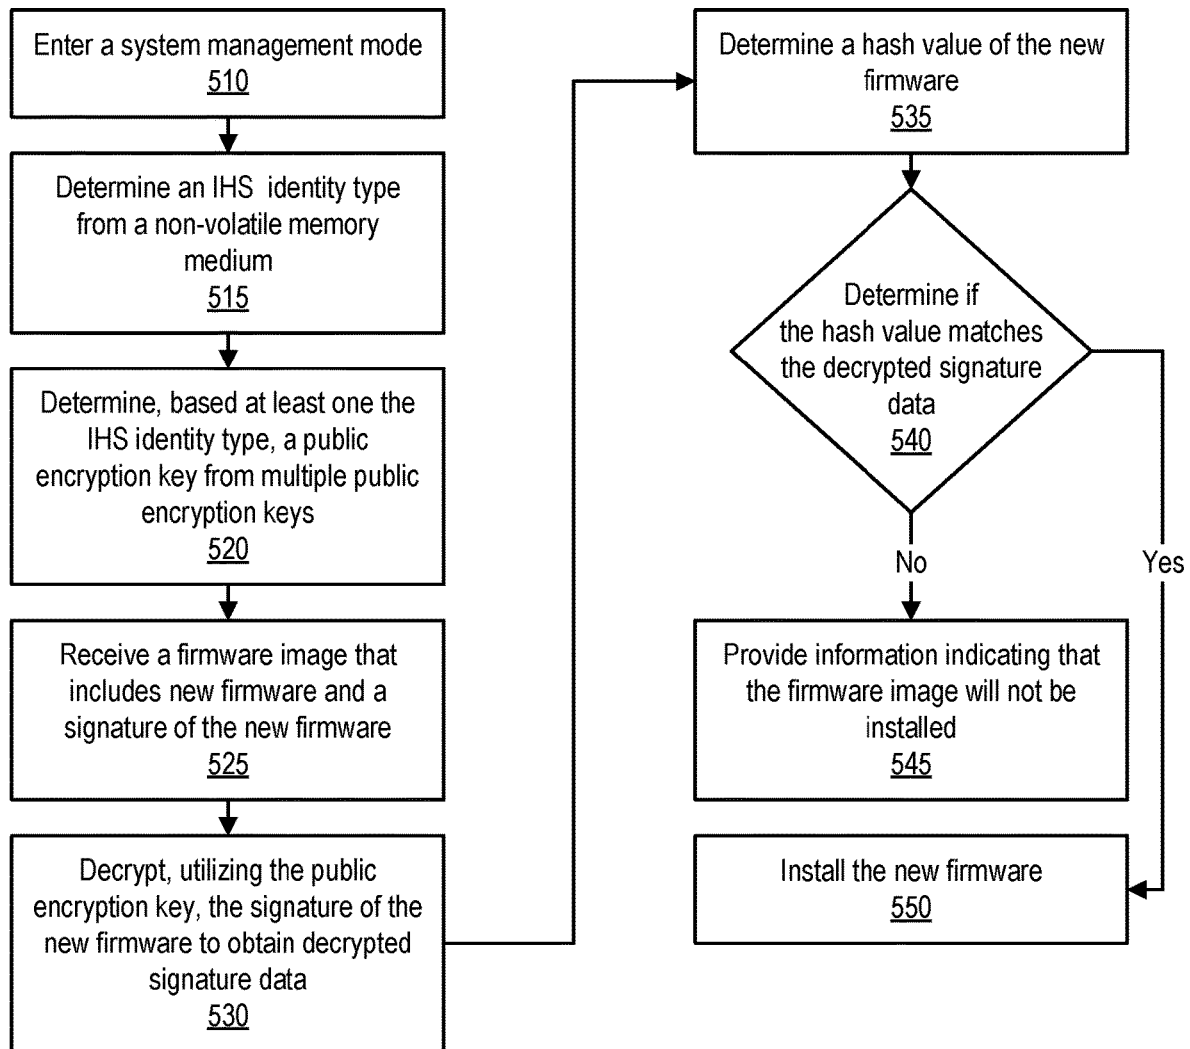 Enter a system management mode
510
Determine an IHS identity type
from a non-volatile memory
medium
515
Determine, based at least one the
IHS identity type, a public
encryption key from multiple public
encryption keys
520
Receive a firmware image that
includes new firmware and a
signature of the new firmware
525
Decrypt, utilizing the public
encryption key, the signature of the
new firmware to obtain decrypted
signature data
530
Determine a hash value of the new
firmware
535
Determine if
the hash value matches
the decrypted signature
data
540
No
Yes
Provide information indicating that
the firmware image will not be
installed
545
Install the new firmware
550